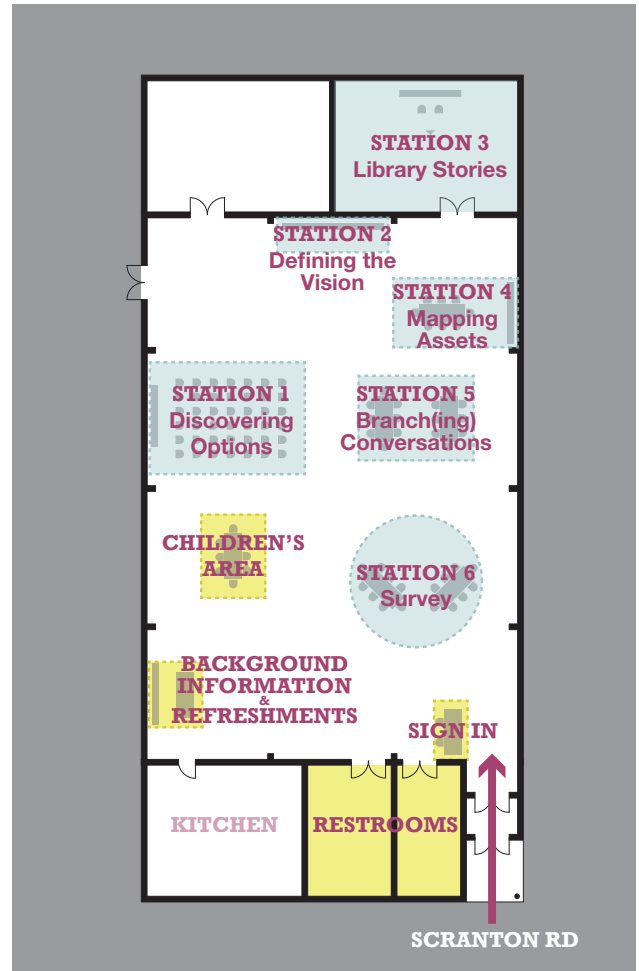 STATION 3
Library Stories
STATION 2
Defining the
Vision
STATION 4
Mapping
Assets
STATION 1
Discovering
Options
STATION 5
Branch(ing)
Conversations
CHILDREN'S
AREA
STATION 6
Survey
BACKGROUND
INFORMATION
&
REFRESHMENTS
SIGN IN
KITCHEN
RESTROOMS
SCRANTON RD